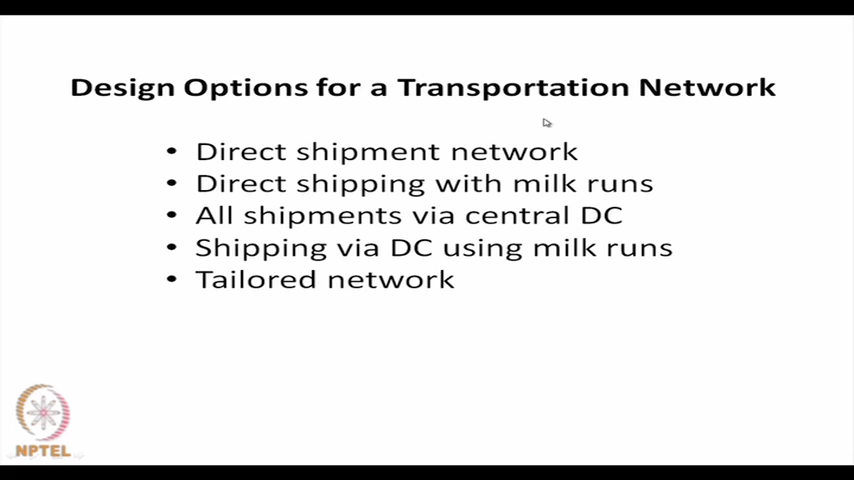 Design Options for a Transportation Network
• Direct shipment network
• Direct shipping with milk runs
• All shipments via central DC
• Shipping via DC using milk runs
• Tailored network
NPTEL